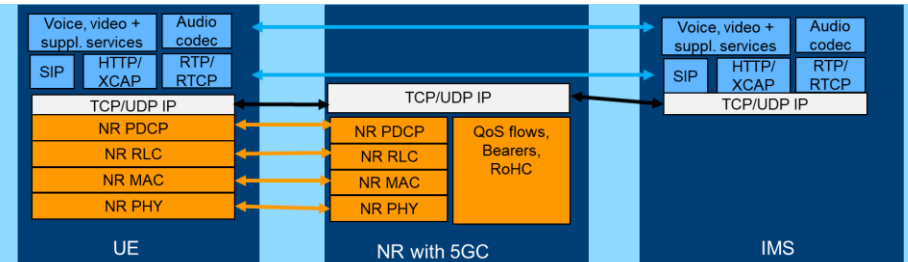 Voice, video +
suppl. services
Audio
codec
SIP
HTTP/
XCAP
RTP/
RTCP
TCP/UDP IP
NR PDCP
NR RLC
NR MAC
NR PHY
UE
TCP/UDP IP
NR PDCP
NR RLC
NR MAC
NR PHY
QoS flows,
Bearers,
RoHC
NR with 5GC
Voice, video +
suppl. services
Audio
codec
SIP
HTTP/
XCAP
RTP/
RTCP
TCP/UDP IP
IMS